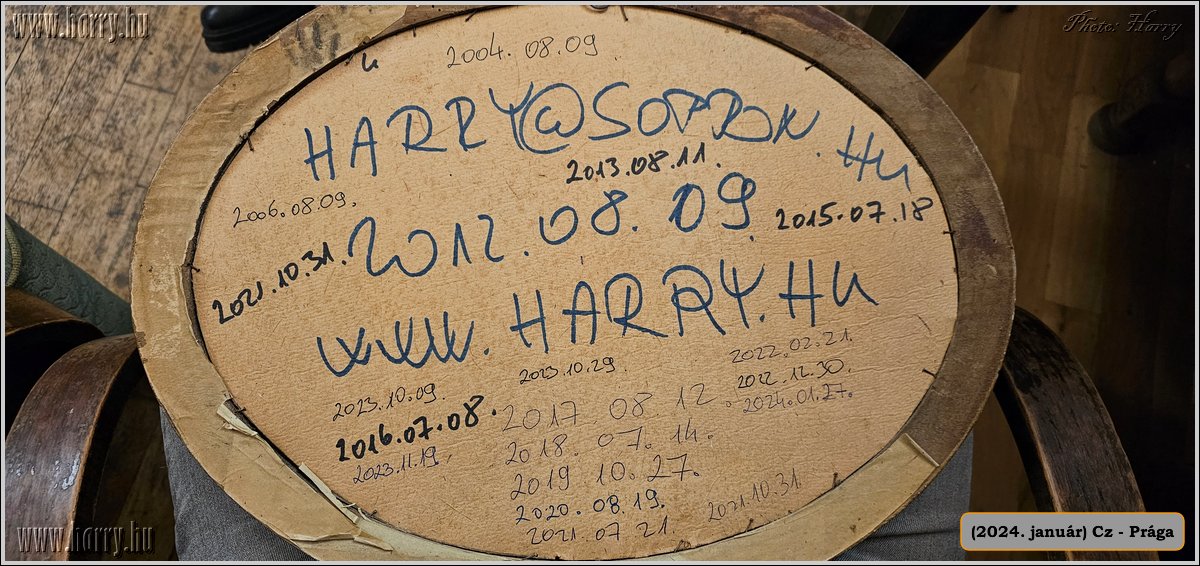 www.harry.hu
Photo: Harry
2004.08.09.
HARRY@SOPRON.HU
2013.08.11.
2006.08.09.
2012.08.09.
2015.07.18
2021.10.31.
WWW.HARRY.HU
2022.02.21.
2023.10.29.
2022.12.30.
2023.10.09.
2024.01.27.
2016.07.08.
2017 08 12.
2018.07.14.
2023.11.19.
2019 10.27.
2021.10.31.
2020.08.19.
2021.07 21.
www.harry.hu
(2024. január) Cz - Prága